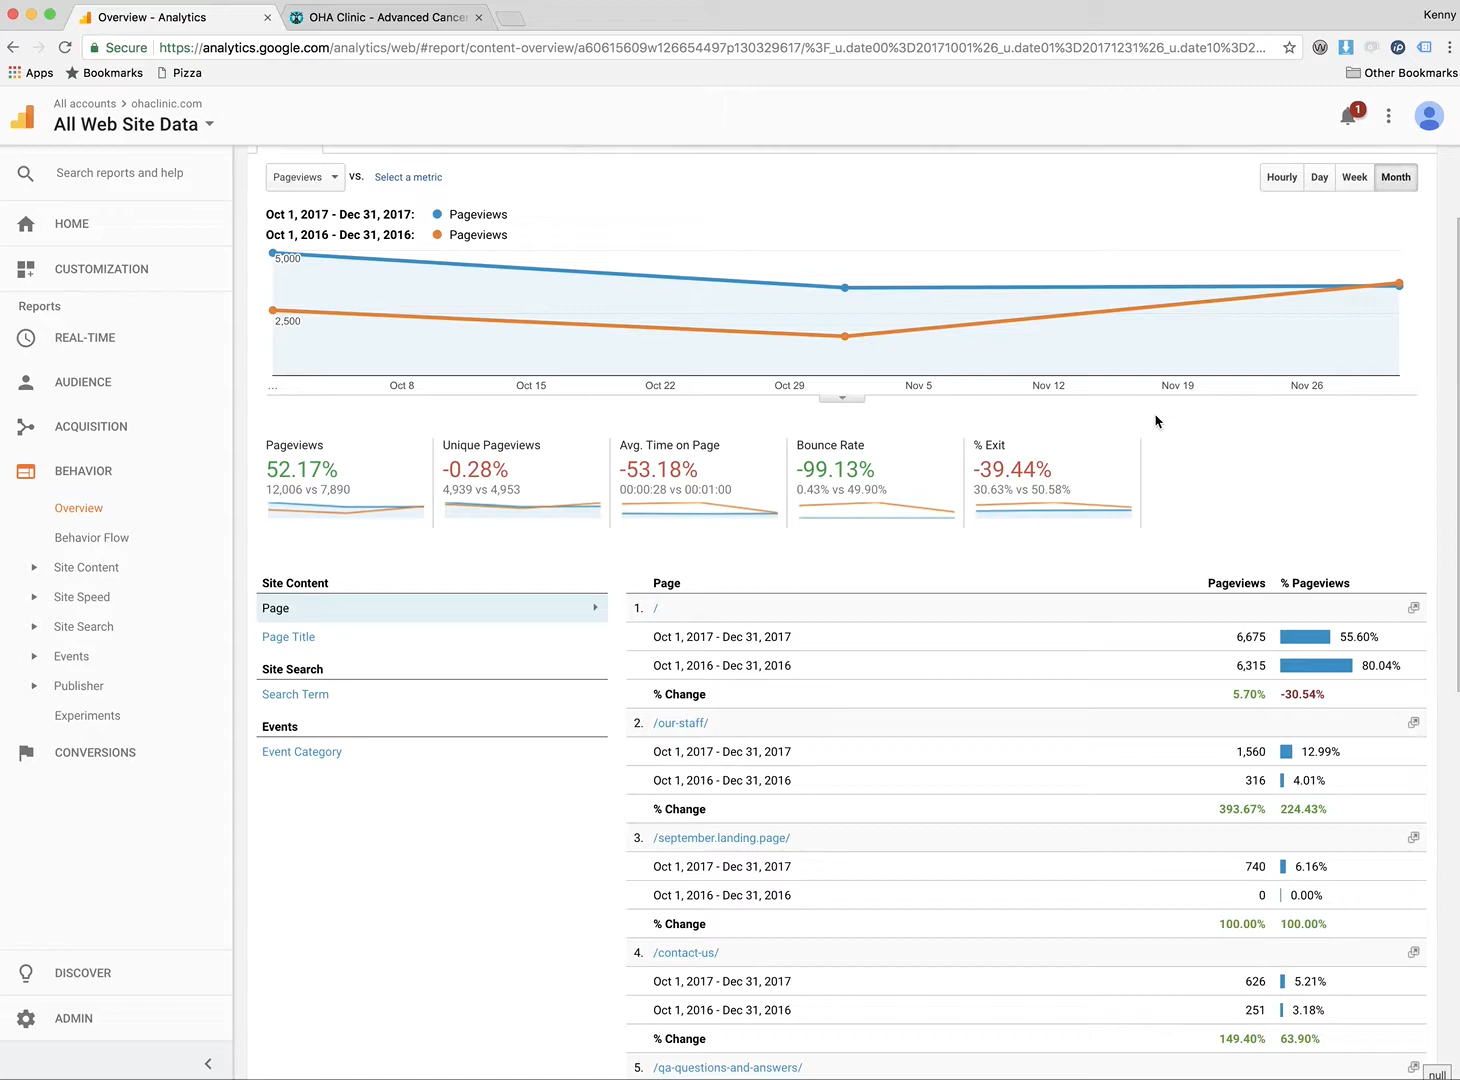 Overview - Analytics × OHA Clinic - Advanced Cance × Kenny
Secure https://analytics.google.com/analytics/web/#report/content-overview/a60615609w126654497p130329617/%3F_u.date00%3D20171001%26_u.date01%3D20171231%26_u.date10%3D2...
Apps Bookmarks Pizza Other Bookmarks
All accounts > ohaclinic.com
All Web Site Data
1
Search reports and help
HOME
CUSTOMIZATION
Reports
REAL-TIME
AUDIENCE
ACQUISITION
BEHAVIOR
Overview
Behavior Flow
Site Content
Site Speed
Site Search
Events
Publisher
Experiments
CONVERSIONS
DISCOVER
ADMIN
Pageviews VS. Select a metric
Hourly Day Week Month
Oct 1, 2017 - Dec 31, 2017: Pageviews
Oct 1, 2016 - Dec 31, 2016: Pageviews
5,000
2,500
... Oct 8 Oct 15 Oct 22 Oct 29 Nov 5 Nov 12 Nov 19 Nov 26
Pageviews Unique Pageviews Avg. Time on Page Bounce Rate % Exit
52.17% -0.28% -53.18% -99.13% -39.44%
12,006 vs 7,890 4,939 vs 4,953 00:00:28 vs 00:01:00 0.43% vs 49.90% 30.63% vs 50.58%
Site Content
Page
Page Title
Site Search
Search Term
Events
Event Category
Page Pageviews % Pageviews
1. /
Oct 1, 2017 - Dec 31, 2017 6,675 55.60%
Oct 1, 2016 - Dec 31, 2016 6,315 80.04%
% Change 5.70% -30.54%
2. /our-staff/
Oct 1, 2017 - Dec 31, 2017 1,560 12.99%
Oct 1, 2016 - Dec 31, 2016 316 4.01%
% Change 393.67% 224.43%
3. /september.landing.page/
Oct 1, 2017 - Dec 31, 2017 740 6.16%
Oct 1, 2016 - Dec 31, 2016 0 0.00%
% Change 100.00% 100.00%
4. /contact-us/
Oct 1, 2017 - Dec 31, 2017 626 5.21%
Oct 1, 2016 - Dec 31, 2016 251 3.18%
% Change 149.40% 63.90%
5. /qa-questions-and-answers/
null